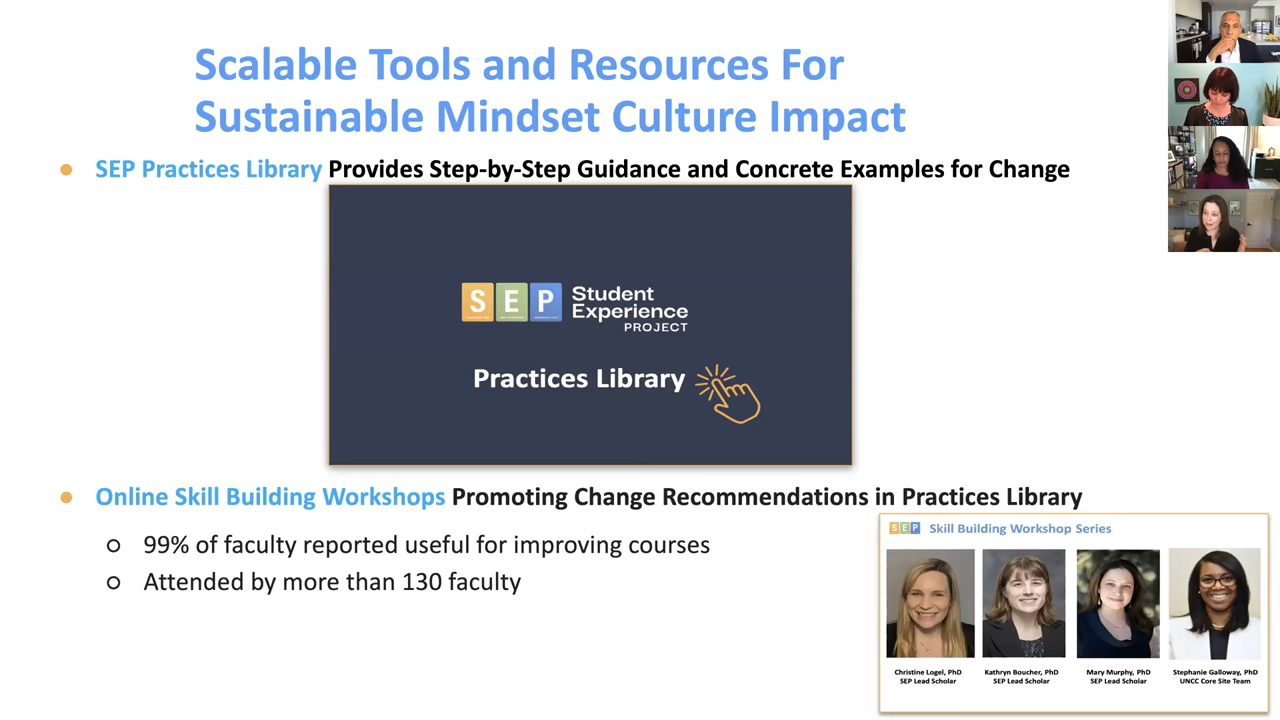 Scalable Tools and Resources For
Sustainable Mindset Culture Impact
● SEP Practices Library Provides Step-by-Step Guidance and Concrete Examples for Change
SEP Student
Experience
PROJECT
Practices Library
● Online Skill Building Workshops Promoting Change Recommendations in Practices Library
○ 99% of faculty reported useful for improving courses
○ Attended by more than 130 faculty
SEP Skill Building Workshop Series
Christine Logel, PhD
SEP Lead Scholar
Kathryn Boucher, PhD
SEP Lead Scholar
Mary Murphy, PhD
SEP Lead Scholar
Stephanie Galloway, PhD
UNCC Core Site Team